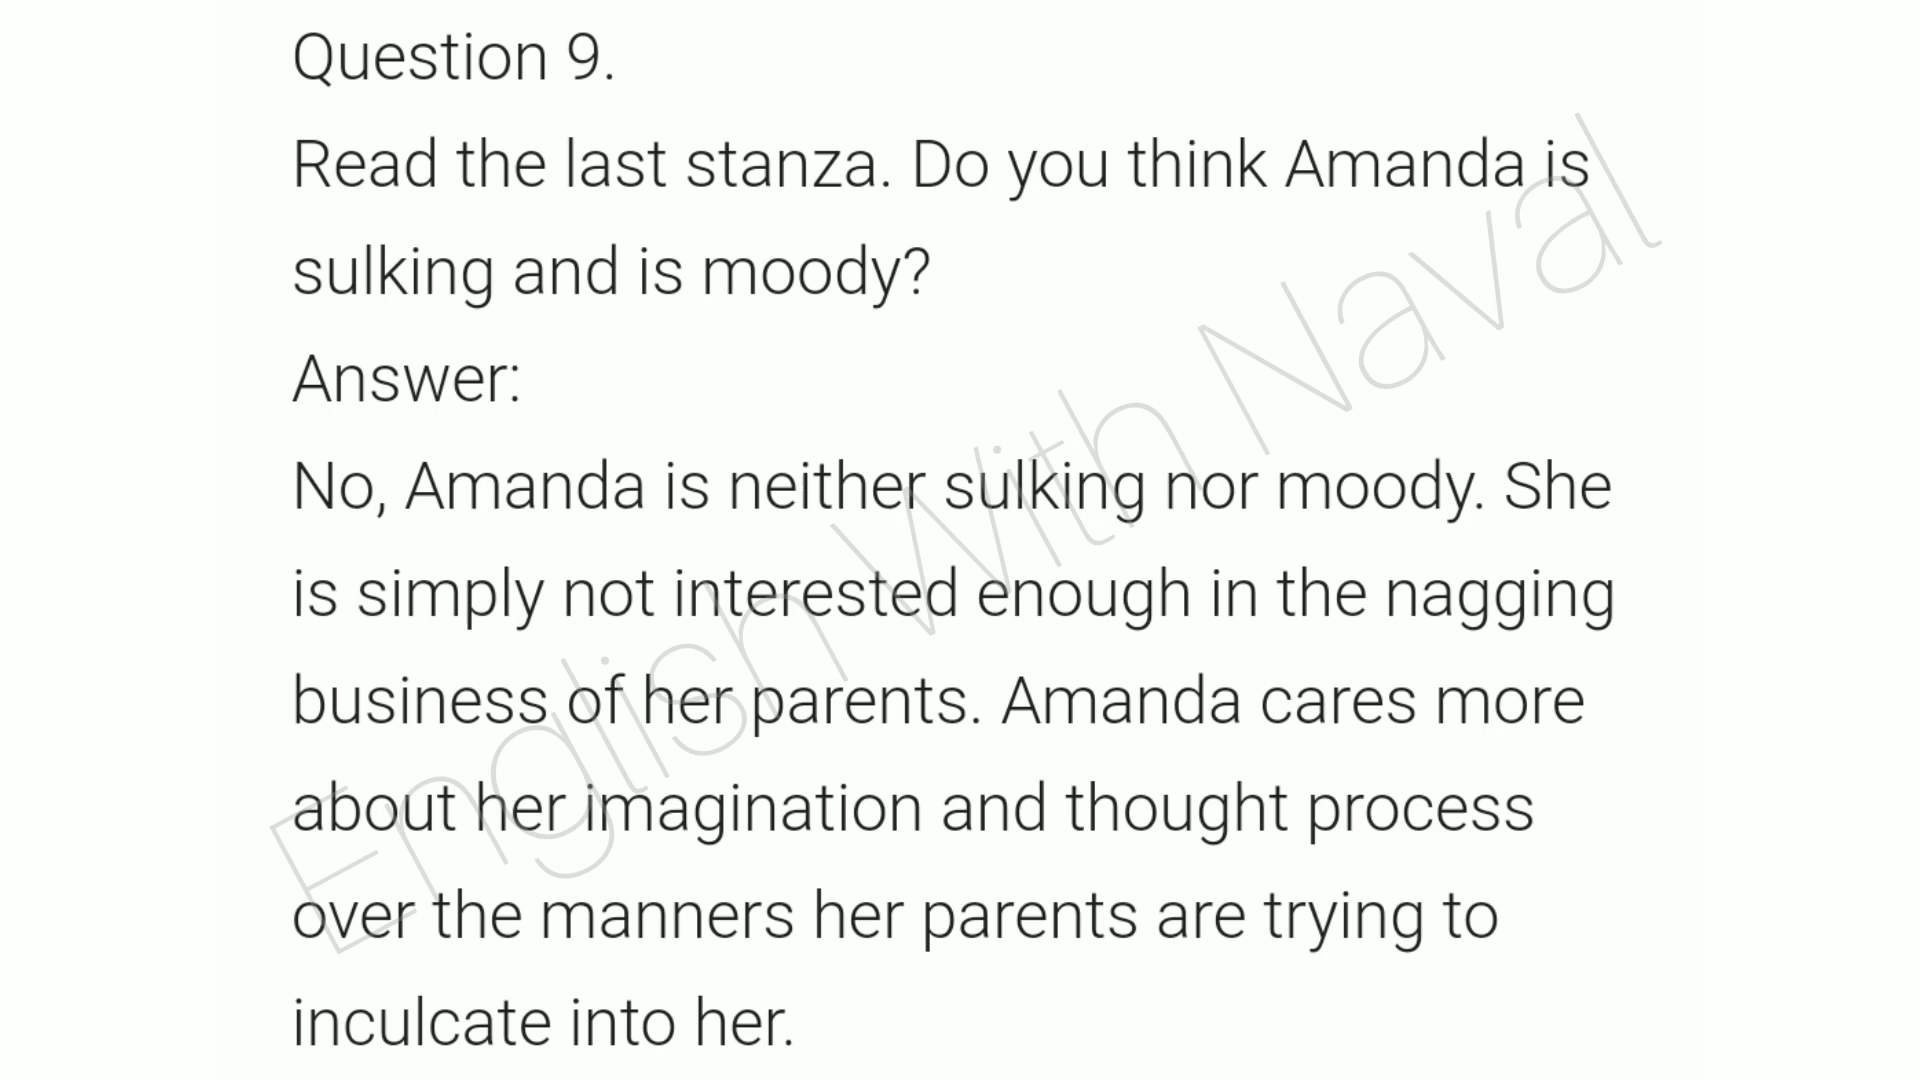 Question 9.
Read the last stanza. Do you think Amanda is
sulking and is moody?
Answer:
No, Amanda is neither sulking nor moody. She
is simply not interested enough in the nagging
business of her parents. Amanda cares more
about her imagination and thought process
over the manners her parents are trying to
inculcate into her.
English With Naval